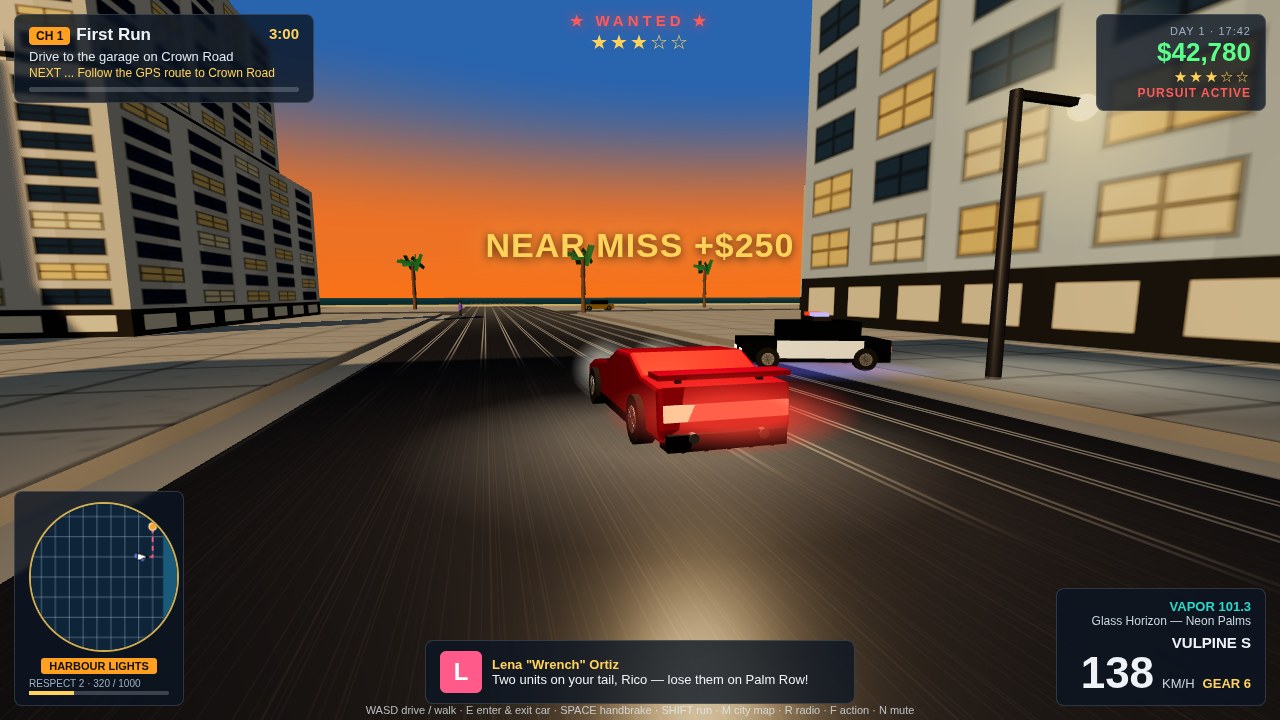 CH 1 First Run 3:00
Drive to the garage on Crown Road
NEXT ... Follow the GPS route to Crown Road
★ WANTED ★
★★★☆☆
DAY 1 · 17:42
$42,780
★★★☆☆
PURSUIT ACTIVE
NEAR MISS +$250
HARBOUR LIGHTS
RESPECT 2 · 320 / 1000
L
Lena "Wrench" Ortiz
Two units on your tail, Rico — lose them on Palm Row!
VAPOR 101.3
Glass Horizon — Neon Palms
VULPINE S
138 KM/H GEAR 6
WASD drive / walk · E enter & exit car · SPACE handbrake · SHIFT run · M city map · R radio · F action · N mute